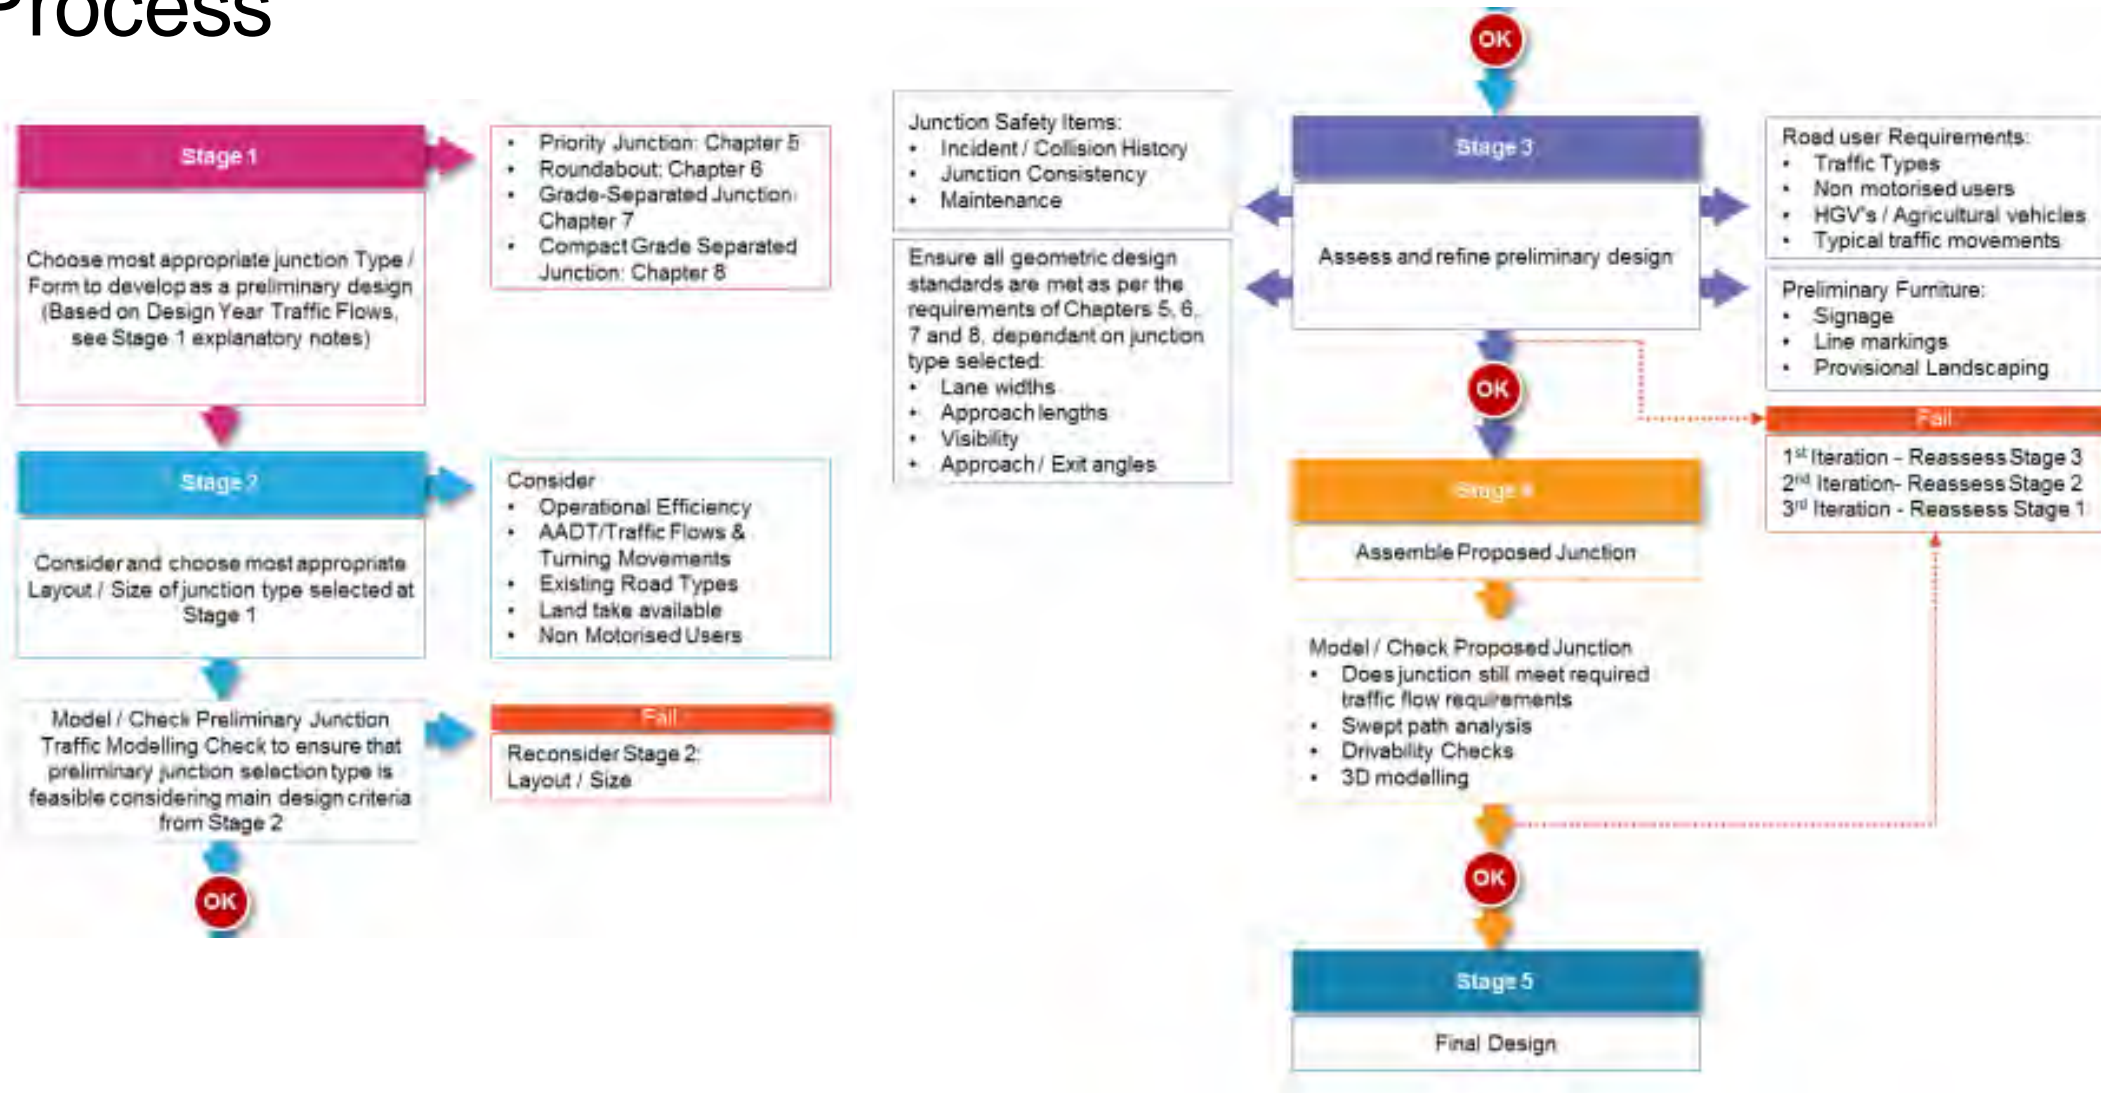 Process
Stage 1
Choose most appropriate junction Type /
Form to develop as a preliminary design
(Based on Design Year Traffic Flows,
see Stage 1 explanatory notes)
• Priority Junction: Chapter 5
• Roundabout: Chapter 6
• Grade-Separated Junction:
Chapter 7
• Compact Grade Separated
Junction: Chapter 8
Stage 2
Consider and choose most appropriate
Layout / Size of junction type selected at
Stage 1
Consider
• Operational Efficiency
• AADT/Traffic Flows &
Turning Movements
• Existing Road Types
• Land take available
• Non Motorised Users
Model / Check Preliminary Junction
Traffic Modelling Check to ensure that
preliminary junction selection type is
feasible considering main design criteria
from Stage 2
Fail
Reconsider Stage 2:
Layout / Size
OK
OK
Junction Safety Items:
• Incident / Collision History
• Junction Consistency
• Maintenance
Ensure all geometric design
standards are met as per the
requirements of Chapters 5, 6,
7 and 8, dependant on junction
type selected:
• Lane widths
• Approach lengths
• Visibility
• Approach / Exit angles
Stage 3
Assess and refine preliminary design
Road user Requirements:
• Traffic Types
• Non motorised users
• HGV's / Agricultural vehicles
• Typical traffic movements
Preliminary Furniture:
• Signage
• Line markings
• Provisional Landscaping
OK
Fail
1st Iteration - Reassess Stage 3
2nd Iteration- Reassess Stage 2
3rd Iteration - Reassess Stage 1
Stage 4
Assemble Proposed Junction
Model / Check Proposed Junction
• Does junction still meet required
traffic flow requirements
• Swept path analysis
• Drivability Checks
• 3D modelling
OK
Stage 5
Final Design